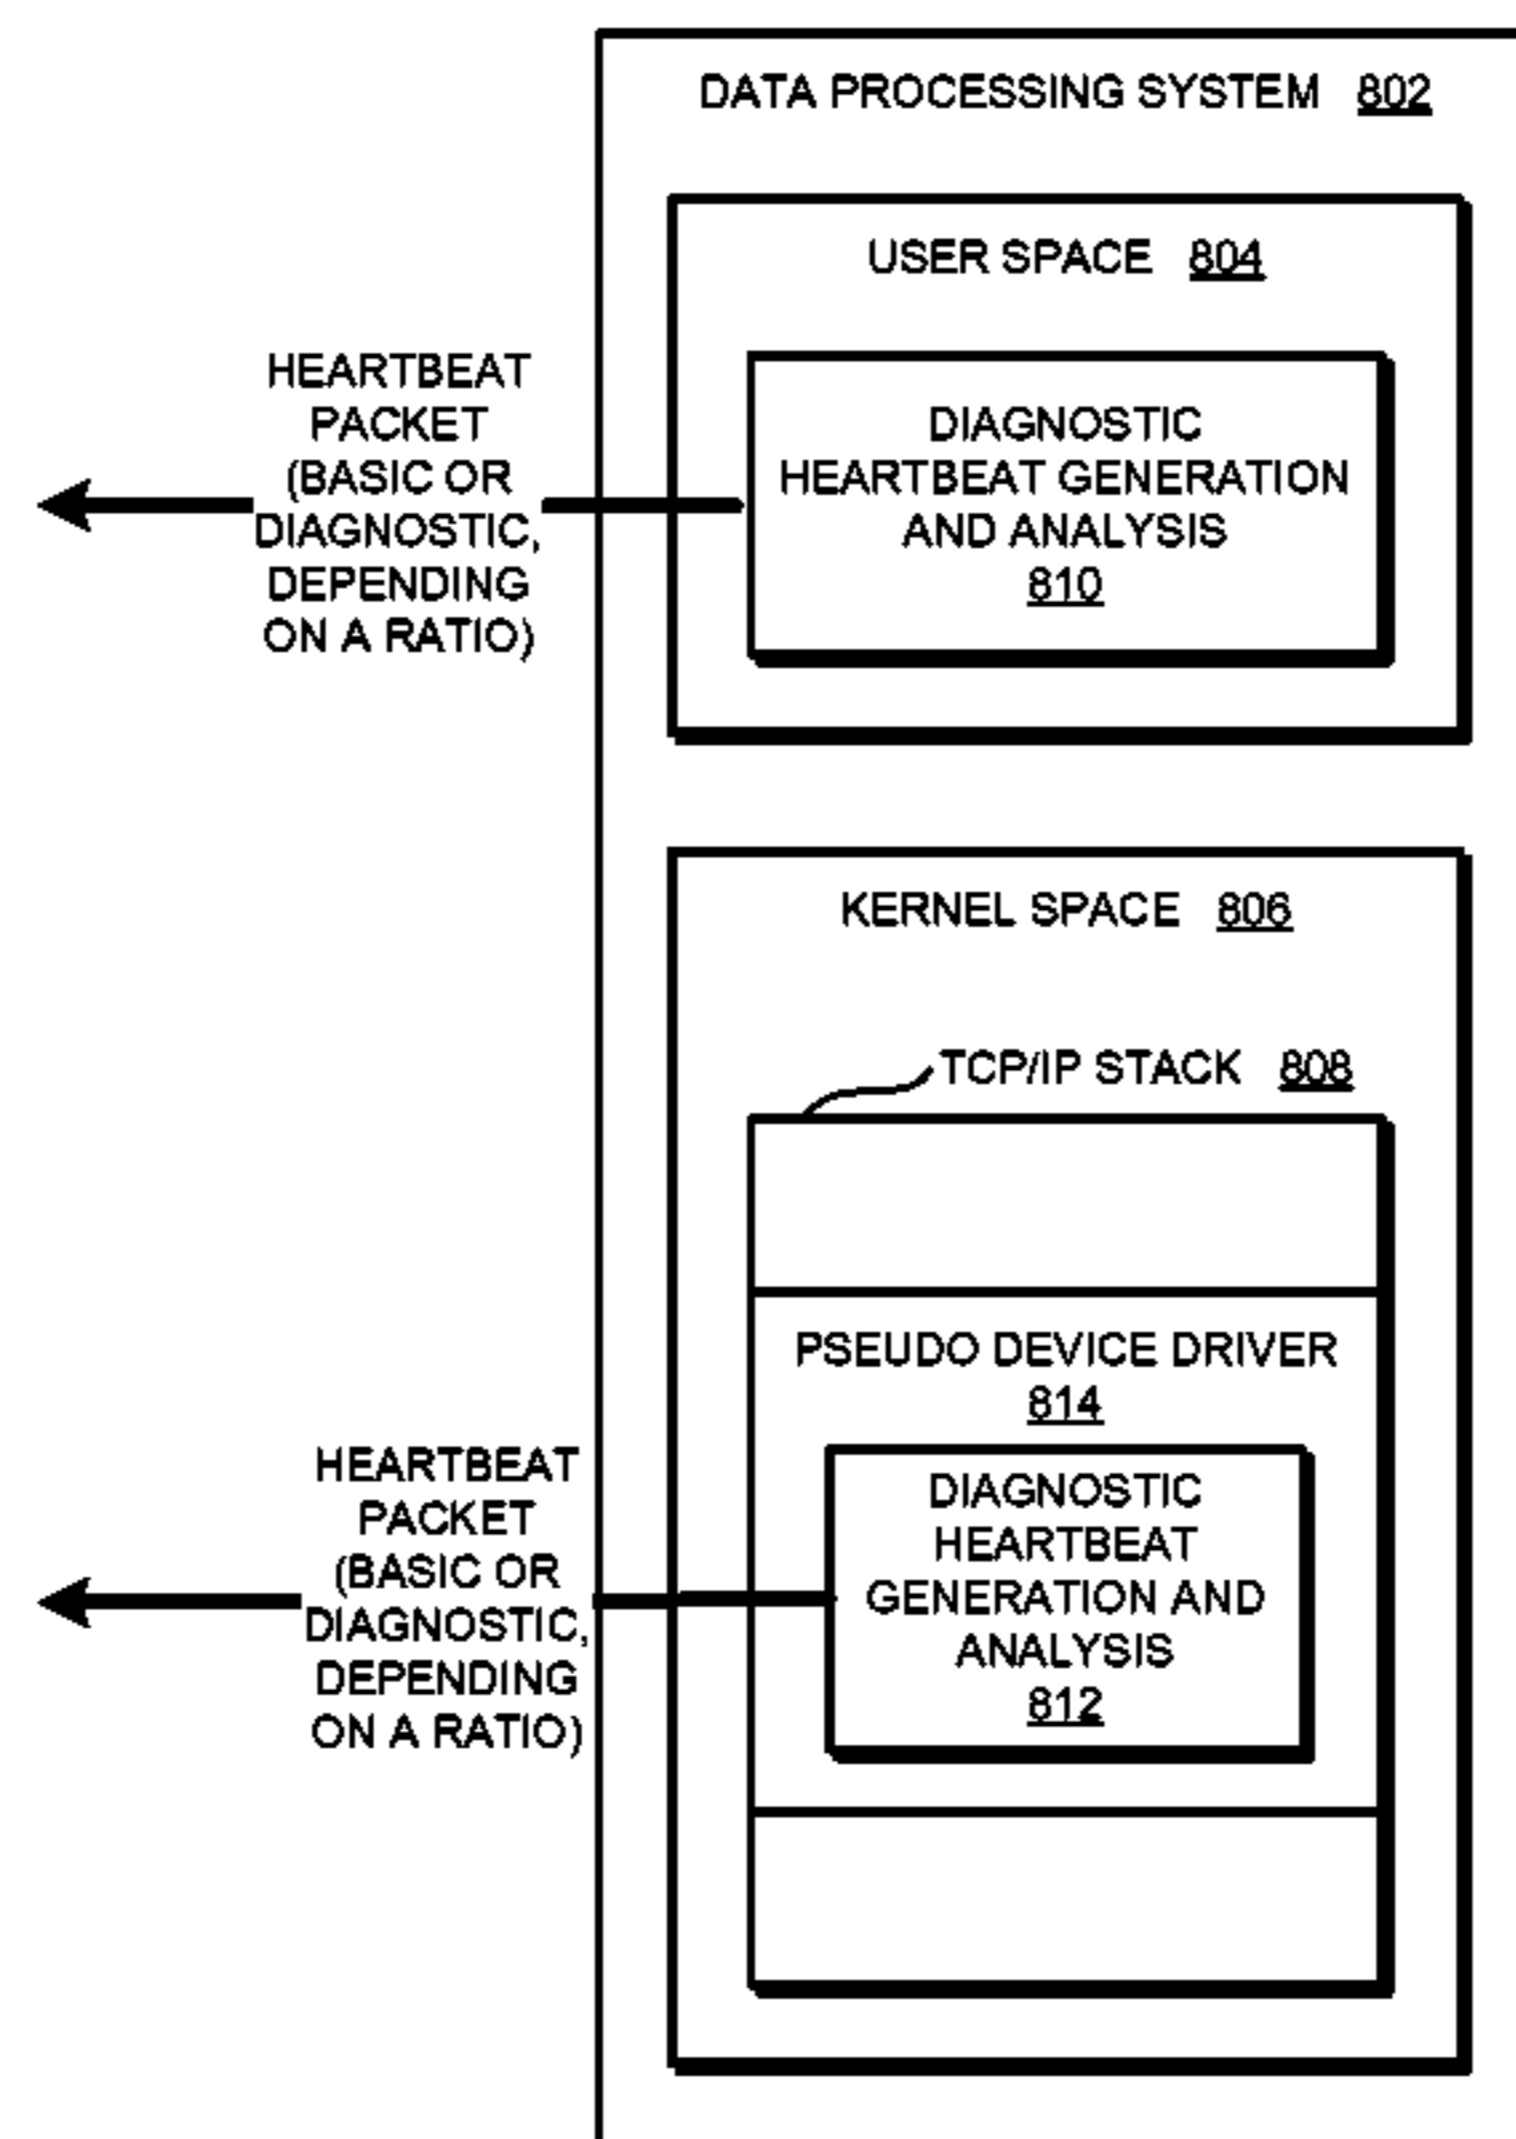 DATA PROCESSING SYSTEM 802
USER SPACE 804
HEARTBEAT
PACKET
(BASIC OR
DIAGNOSTIC,
DEPENDING
ON A RATIO)
DIAGNOSTIC
HEARTBEAT GENERATION
AND ANALYSIS
810
KERNEL SPACE 806
TCP/IP STACK 808
PSEUDO DEVICE DRIVER
814
HEARTBEAT
PACKET
(BASIC OR
DIAGNOSTIC,
DEPENDING
ON A RATIO)
DIAGNOSTIC
HEARTBEAT
GENERATION AND
ANALYSIS
812